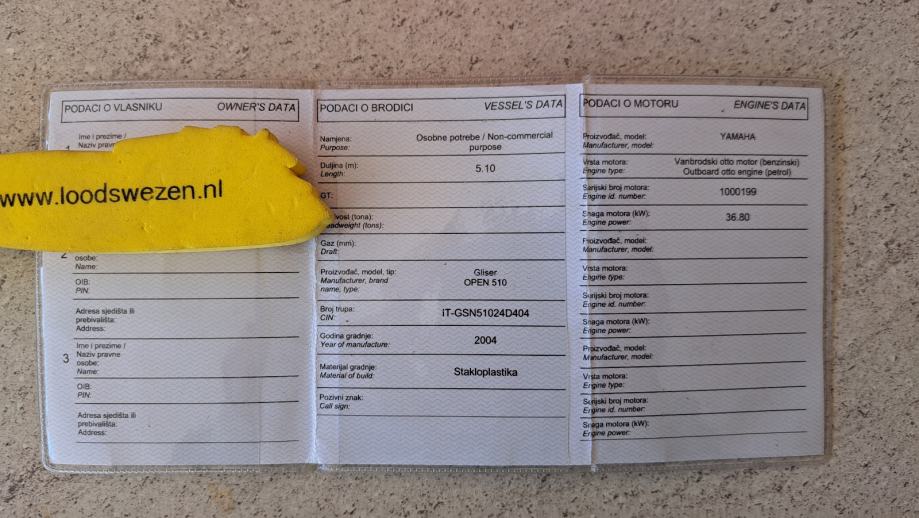 PODACI O VLASNIKU OWNER'S DATA
1
Ime i prezime /
Naziv pravne
www.loodswezen.nl
2
osobe:
Name:
OIB:
PIN:
Adresa sjedišta ili
prebivališta:
Address:
3
Ime i prezime /
Naziv pravne
osobe:
Name:
OIB:
PIN:
Adresa sjedišta ili
prebivališta:
Address:
PODACI O BRODICI VESSEL'S DATA
Namjena: Osobne potrebe / Non-commercial
Purpose: purpose
Duljina (m): 5.10
Length:
GT:
(tona):
(tons):
Gaz (mm):
Draft:
Proizvođač, model, tip: Gliser
Manufacturer, brand OPEN 510
name, type:
Broj trupa: IT-GSN51024D404
CIN:
Godina gradnje: 2004
Year of manufacture:
Materijal gradnje: Stakloplastika
Material of build:
Pozivni znak:
Call sign:
PODACI O MOTORU ENGINE'S DATA
Proizvođač, model: YAMAHA
Manufacturer, model:
Vrsta motora: Vanbrodski otto motor (benzinski)
Engine type: Outboard otto engine (petrol)
Serijski broj motora: 1000199
Engine id. number:
Snaga motora (kW): 36.80
Engine power:
Proizvođač, model:
Manufacturer, model:
Vrsta motora:
Engine type:
Serijski broj motora:
Engine id. number:
Snaga motora (kW):
Engine power:
Proizvođač, model:
Manufacturer, model:
Vrsta motora:
Engine type:
Serijski broj motora:
Engine id. number:
Snaga motora (kW):
Engine power: